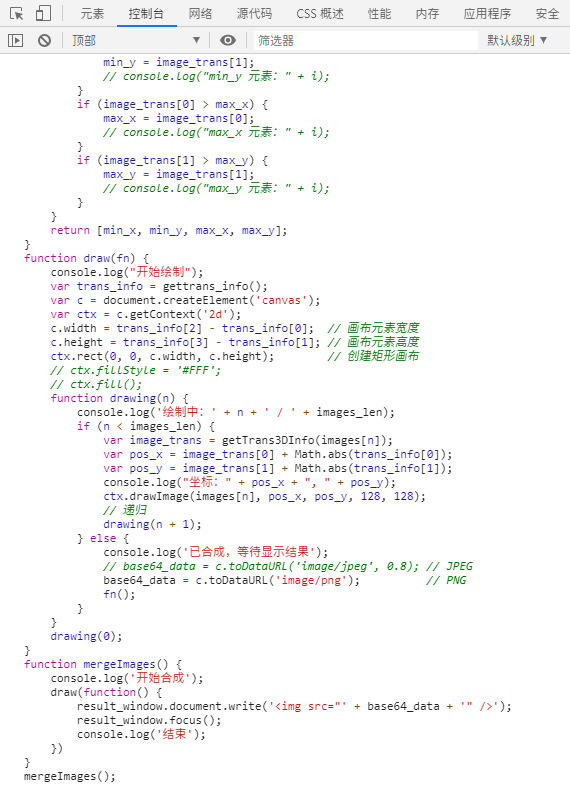 元素 控制台 网络 源代码 CSS 概述 性能 内存 应用程序 安全
顶部 筛选器 默认级别
min_y = image_trans[1];
// console.log("min_y 元素: " + i);
}
if (image_trans[0] > max_x) {
max_x = image_trans[0];
// console.log("max_x 元素: " + i);
}
if (image_trans[1] > max_y) {
max_y = image_trans[1];
// console.log("max_y 元素: " + i);
}
}
return [min_x, min_y, max_x, max_y];
}
function draw(fn) {
console.log("开始绘制");
var trans_info = gettrans_info();
var c = document.createElement('canvas');
var ctx = c.getContext('2d');
c.width = trans_info[2] - trans_info[0]; // 画布元素宽度
c.height = trans_info[3] - trans_info[1]; // 画布元素高度
ctx.rect(0, 0, c.width, c.height); // 创建矩形画布
// ctx.fillStyle = '#FFF';
// ctx.fill();
function drawing(n) {
console.log('绘制中: ' + n + ' / ' + images_len);
if (n < images_len) {
var image_trans = getTrans3DInfo(images[n]);
var pos_x = image_trans[0] + Math.abs(trans_info[0]);
var pos_y = image_trans[1] + Math.abs(trans_info[1]);
console.log("坐标: " + pos_x + ", " + pos_y);
ctx.drawImage(images[n], pos_x, pos_y, 128, 128);
// 递归
drawing(n + 1);
} else {
console.log('已合成，等待显示结果');
// base64_data = c.toDataURL('image/jpeg', 0.8); // JPEG
base64_data = c.toDataURL('image/png'); // PNG
fn();
}
}
drawing(0);
}
function mergeImages() {
console.log('开始合成');
draw(function() {
result_window.document.write('<img src="' + base64_data + '" />');
result_window.focus();
console.log('结束');
})
}
mergeImages();